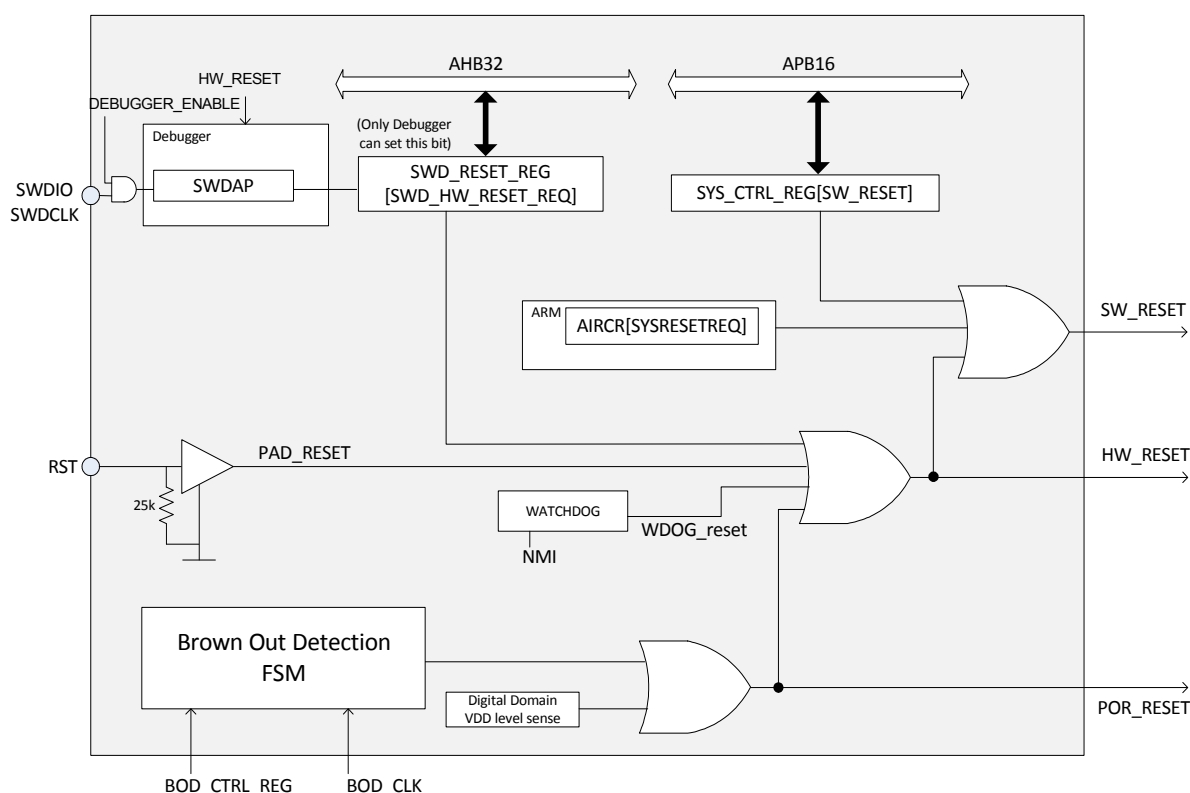 AHB32
APB16
HW_RESET
DEBUGGER_ENABLE
Debugger
(Only Debugger
can set this bit)
SWDAP
SWD_RESET_REG
[SWD_HW_RESET_REQ]
SYS_CTRL_REG[SW_RESET]
SWDIO
SWDCLK
ARM
AIRCR[SYSRESETREQ]
SW_RESET
RST
PAD_RESET
HW_RESET
25k
WATCHDOG
WDOG_reset
NMI
Brown Out Detection
FSM
Digital Domain
VDD level sense
POR_RESET
BOD_CTRL_REG
BOD_CLK